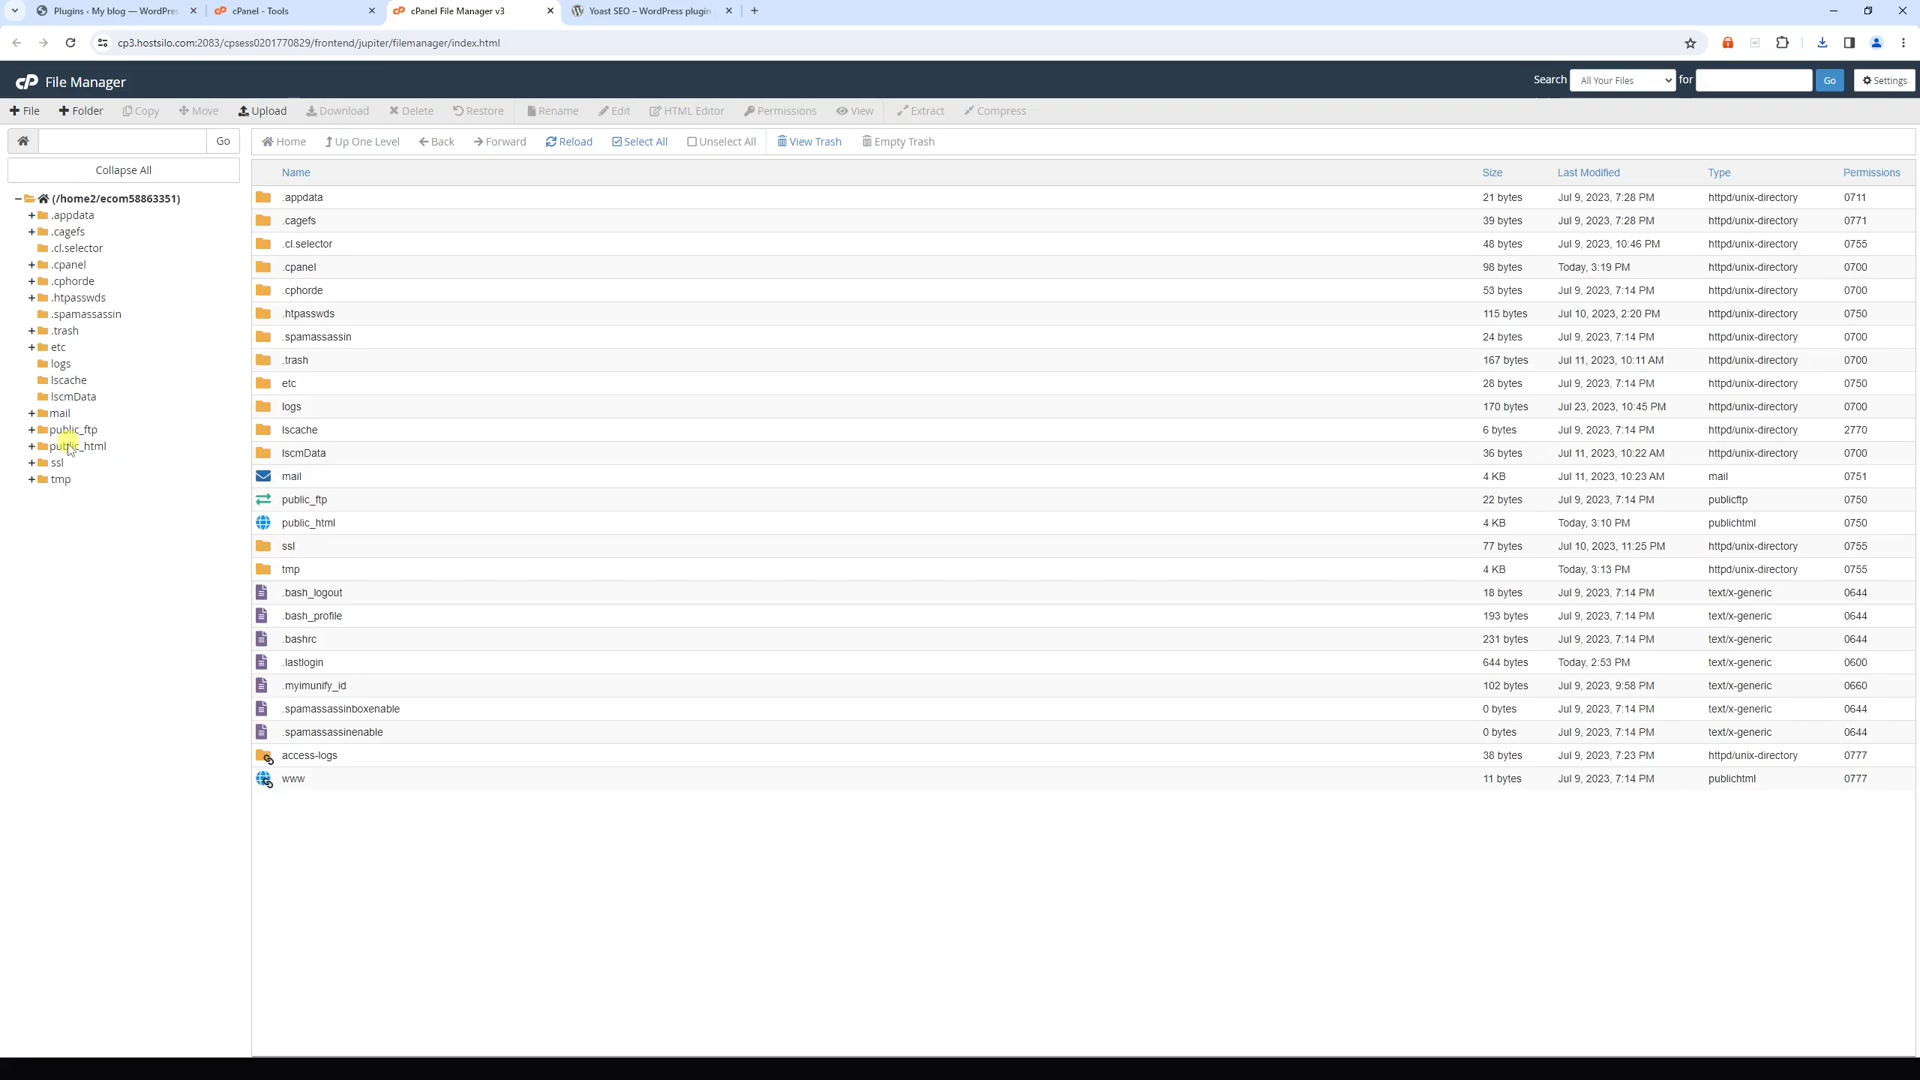 Plugins ‹ My blog — WordPres
cPanel - Tools
cPanel File Manager v3
Yoast SEO – WordPress plugin
cp3.hostsilo.com:2083/cpsess0201770829/frontend/jupiter/filemanager/index.html
cP File Manager
Search All Your Files for Go Settings
File Folder Copy Move Upload Download Delete Restore Rename Edit HTML Editor Permissions View Extract Compress
Go
Home Up One Level Back Forward Reload Select All Unselect All View Trash Empty Trash
Collapse All
(/home2/ecom58863351)
.appdata
.cagefs
.cl.selector
.cpanel
.cphorde
.htpasswds
.spamassassin
.trash
etc
logs
lscache
lscmData
mail
public_ftp
public_html
ssl
tmp
Name Size Last Modified Type Permissions
.appdata 21 bytes Jul 9, 2023, 7:28 PM httpd/unix-directory 0711
.cagefs 39 bytes Jul 9, 2023, 7:28 PM httpd/unix-directory 0771
.cl.selector 48 bytes Jul 9, 2023, 10:46 PM httpd/unix-directory 0755
.cpanel 98 bytes Today, 3:19 PM httpd/unix-directory 0700
.cphorde 53 bytes Jul 9, 2023, 7:14 PM httpd/unix-directory 0700
.htpasswds 115 bytes Jul 10, 2023, 2:20 PM httpd/unix-directory 0750
.spamassassin 24 bytes Jul 9, 2023, 7:14 PM httpd/unix-directory 0700
.trash 167 bytes Jul 11, 2023, 10:11 AM httpd/unix-directory 0700
etc 28 bytes Jul 9, 2023, 7:14 PM httpd/unix-directory 0750
logs 170 bytes Jul 23, 2023, 10:45 PM httpd/unix-directory 0700
lscache 6 bytes Jul 9, 2023, 7:14 PM httpd/unix-directory 2770
lscmData 36 bytes Jul 11, 2023, 10:22 AM httpd/unix-directory 0700
mail 4 KB Jul 11, 2023, 10:23 AM mail 0751
public_ftp 22 bytes Jul 9, 2023, 7:14 PM publicftp 0750
public_html 4 KB Today, 3:10 PM publichtml 0750
ssl 77 bytes Jul 10, 2023, 11:25 PM httpd/unix-directory 0755
tmp 4 KB Today, 3:13 PM httpd/unix-directory 0755
.bash_logout 18 bytes Jul 9, 2023, 7:14 PM text/x-generic 0644
.bash_profile 193 bytes Jul 9, 2023, 7:14 PM text/x-generic 0644
.bashrc 231 bytes Jul 9, 2023, 7:14 PM text/x-generic 0644
.lastlogin 644 bytes Today, 2:53 PM text/x-generic 0600
.myimunify_id 102 bytes Jul 9, 2023, 9:58 PM text/x-generic 0660
.spamassassinboxenable 0 bytes Jul 9, 2023, 7:14 PM text/x-generic 0644
.spamassassinenable 0 bytes Jul 9, 2023, 7:14 PM text/x-generic 0644
access-logs 38 bytes Jul 9, 2023, 7:23 PM httpd/unix-directory 0777
www 11 bytes Jul 9, 2023, 7:14 PM publichtml 0777